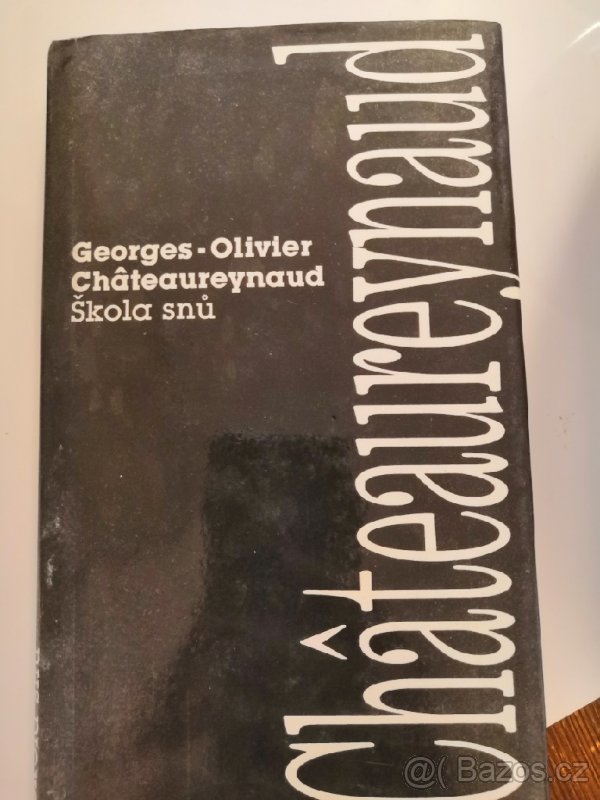 Georges-Olivier
Châteaureynaud
Škola snů
châteaureynaud
@( Bazos.cz